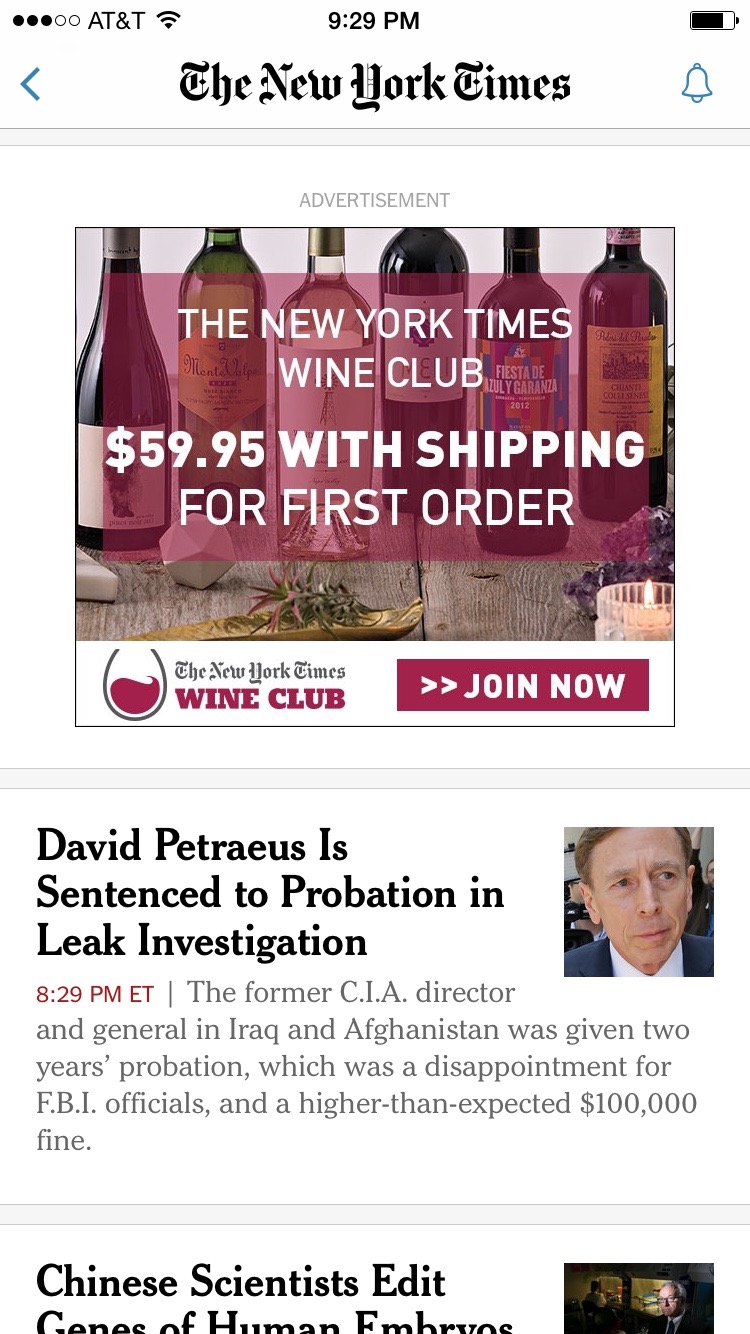 AT&T 9:29 PM
The New York Times
ADVERTISEMENT
THE NEW YORK TIMES
WINE CLUB
$59.95 WITH SHIPPING
FOR FIRST ORDER
FIESTA DE
AZUL Y GARANZA
2012
CHIANTI
COLLI SENESI
pinot noir
The New York Times
WINE CLUB
>> JOIN NOW
David Petraeus Is
Sentenced to Probation in
Leak Investigation
8:29 PM ET | The former C.I.A. director
and general in Iraq and Afghanistan was given two
years’ probation, which was a disappointment for
F.B.I. officials, and a higher-than-expected $100,000
fine.
Chinese Scientists Edit
Genes of Human Embryos